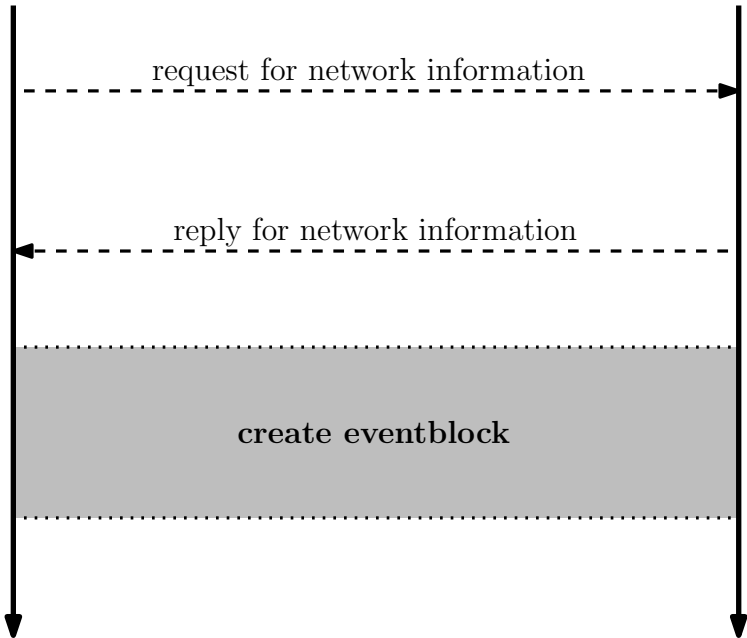 request for network information
reply for network information
create eventblock